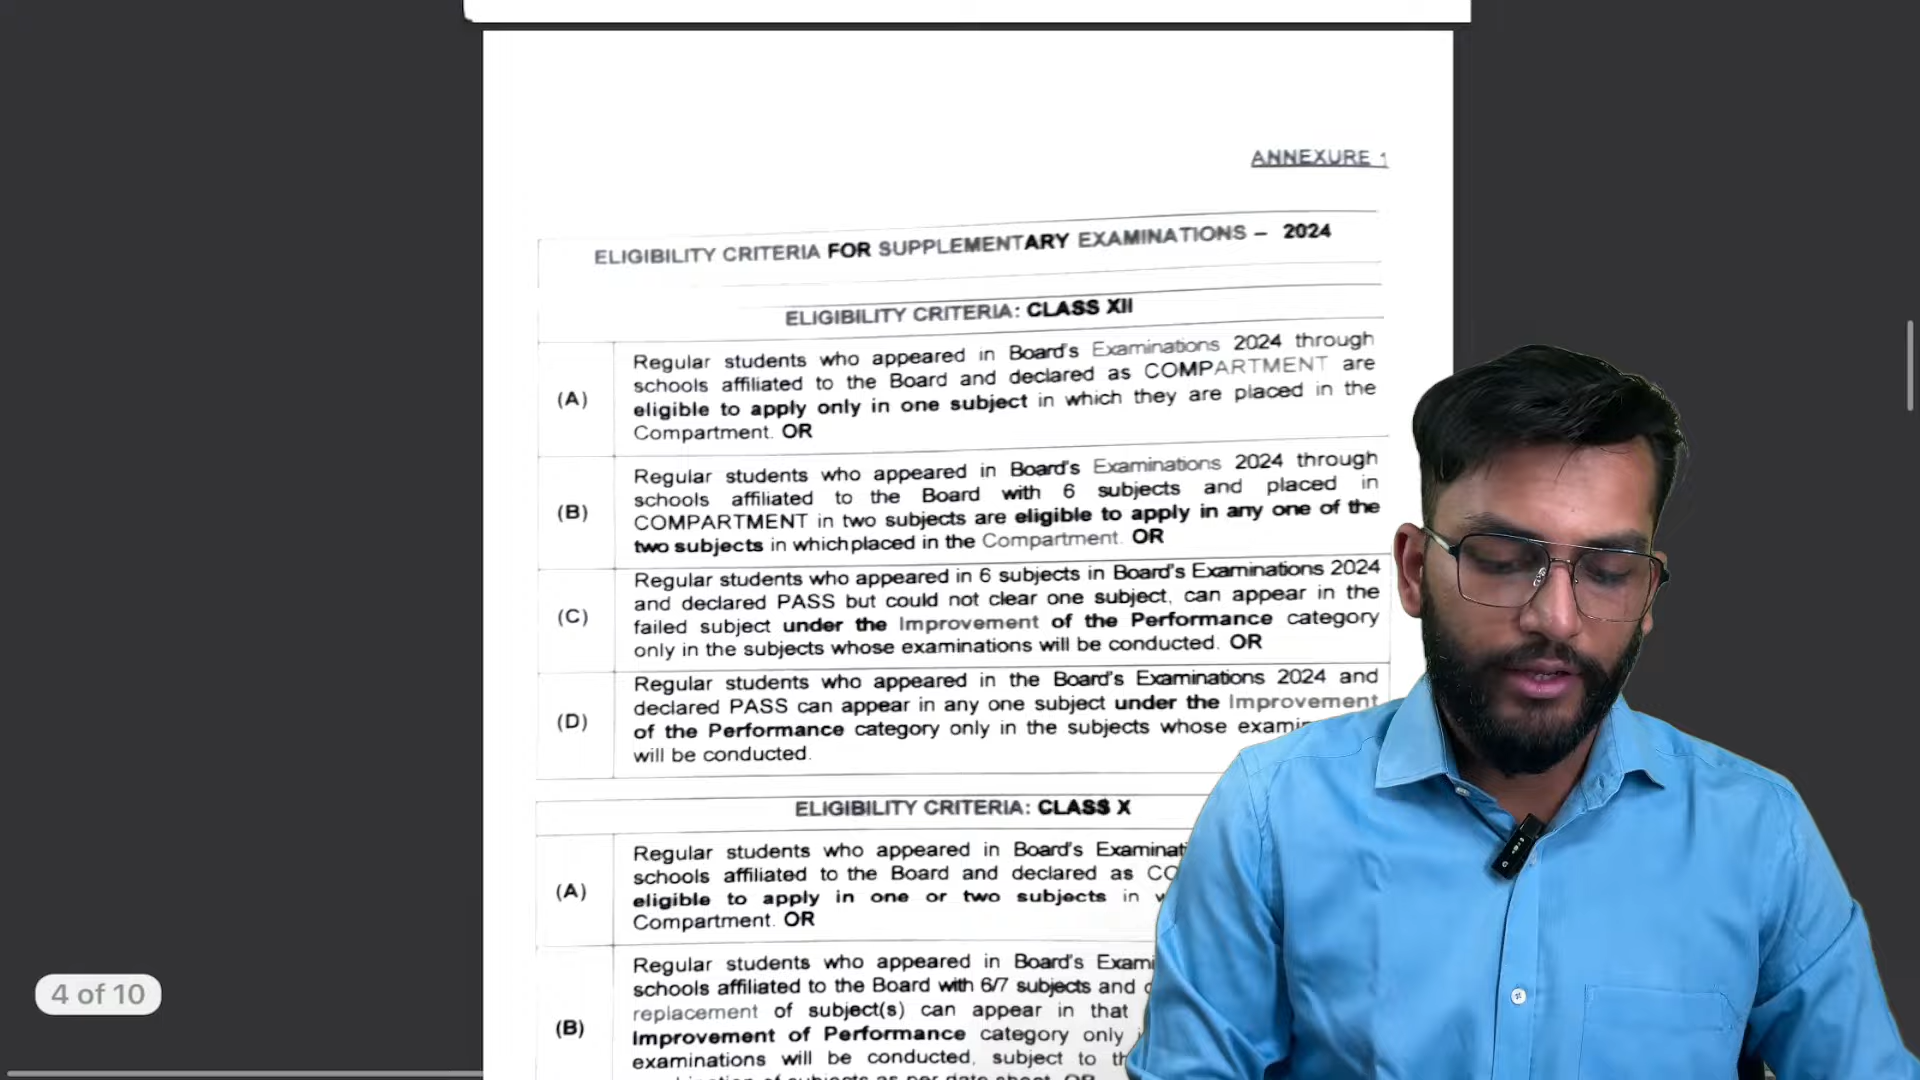 ANNEXURE 1
ELIGIBILITY CRITERIA FOR SUPPLEMENTARY EXAMINATIONS – 2024
ELIGIBILITY CRITERIA: CLASS XII
(A)
Regular students who appeared in Board's Examinations 2024 through
schools affiliated to the Board and declared as COMPARTMENT are
eligible to apply only in one subject in which they are placed in the
Compartment. OR
(B)
Regular students who appeared in Board's Examinations 2024 through
schools affiliated to the Board with 6 subjects and placed in
COMPARTMENT in two subjects are eligible to apply in any one of the
two subjects in which placed in the Compartment. OR
(C)
Regular students who appeared in 6 subjects in Board's Examinations 2024
and declared PASS but could not clear one subject, can appear in the
failed subject under the Improvement of the Performance category
only in the subjects whose examinations will be conducted. OR
(D)
Regular students who appeared in the Board's Examinations 2024 and
declared PASS can appear in any one subject under the Improvement
of the Performance category only in the subjects whose
will be conducted.
ELIGIBILITY CRITERIA: CLASS X
(A)
Regular students who appeared in Board's
schools affiliated to the Board and declared as
eligible to apply in one or two subjects in
Compartment. OR
(B)
Regular students who appeared in Board's
schools affiliated to the Board with 6/7 subjects and
replacement of subject(s) can appear in that
Improvement of Performance category only
examinations will be conducted, subject to
4 of 10